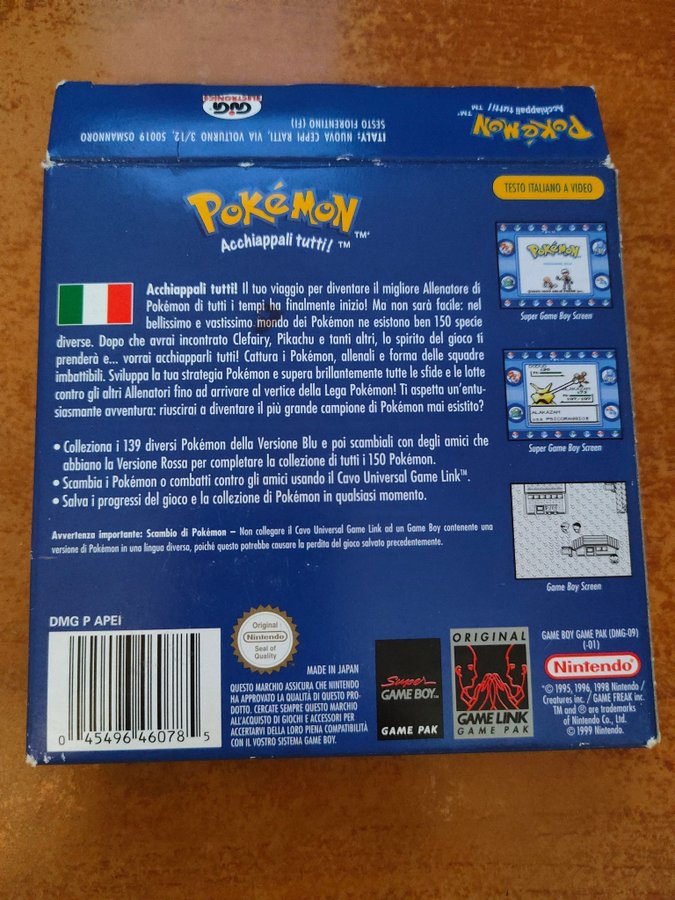 GIG
ELECTRONICS
ITALY: NUOVA CEPPI RATTI, VIA VOLTURNO 3/12, 50019 OSMANNORO
SESTO FIORENTINO (FI)
POKéMON
Acchiappali tutti! ™
TESTO ITALIANO A VIDEO
POKéMON ™
Acchiappali tutti! ™
Acchiappali tutti! Il tuo viaggio per diventare il migliore Allenatore di
Pokémon di tutti i tempi ha finalmente inizio! Ma non sarà facile: nel
bellissimo e vastissimo mondo dei Pokémon ne esistono ben 150 specie
diverse. Dopo che avrai incontrato Clefairy, Pikachu e tanti altri, lo spirito del gioco ti
prenderà e... vorrai acchiapparli tutti! Cattura i Pokémon, allenali e forma delle squadre
imbattibili. Sviluppa la tua strategia Pokémon e supera brillantemente tutte le sfide e le lotte
contro gli altri Allenatori fino ad arrivare al vertice della Lega Pokémon! Ti aspetta un'entu-
siasmante avventura: riuscirai a diventare il più grande campione di Pokémon mai esistito?
• Colleziona i 139 diversi Pokémon della Versione Blu e poi scambiali con degli amici che
abbiano la Versione Rossa per completare la collezione di tutti i 150 Pokémon.
• Scambia i Pokémon o combatti contro gli amici usando il Cavo Universal Game Link™.
• Salva i progressi del gioco e la collezione di Pokémon in qualsiasi momento.
Avvertenza importante: Scambio di Pokémon – Non collegare il Cavo Universal Game Link ad un Game Boy contenente una
versione di Pokémon in una lingua diversa, poiché questo potrebbe causare la perdita del gioco salvato precedentemente.
POKéMON
Super Game Boy Screen
ALAKAZAM
usa PSICORAGGIO!
Super Game Boy Screen
Game Boy Screen
DMG P APEI
0 45496 46078 5
Original
Nintendo
Seal of
Quality
MADE IN JAPAN
QUESTO MARCHIO ASSICURA CHE NINTENDO
HA APPROVATO LA QUALITÀ DI QUESTO PRO-
DOTTO. CERCATE SEMPRE QUESTO MARCHIO
ALL'ACQUISTO DI GIOCHI E ACCESSORI PER
ACCERTARVI DELLA LORO PIENA COMPATIBILITÀ
CON IL VOSTRO SISTEMA GAME BOY.
Super
GAME BOY™
GAME PAK
ORIGINAL
GAME LINK™
GAME PAK
GAME BOY GAME PAK (DMG-09)
(-01)
Nintendo®
"© 1995, 1996, 1998 Nintendo /
Creatures inc. / GAME FREAK inc.
TM and ® are trademarks
of Nintendo Co., Ltd.
© 1999 Nintendo.